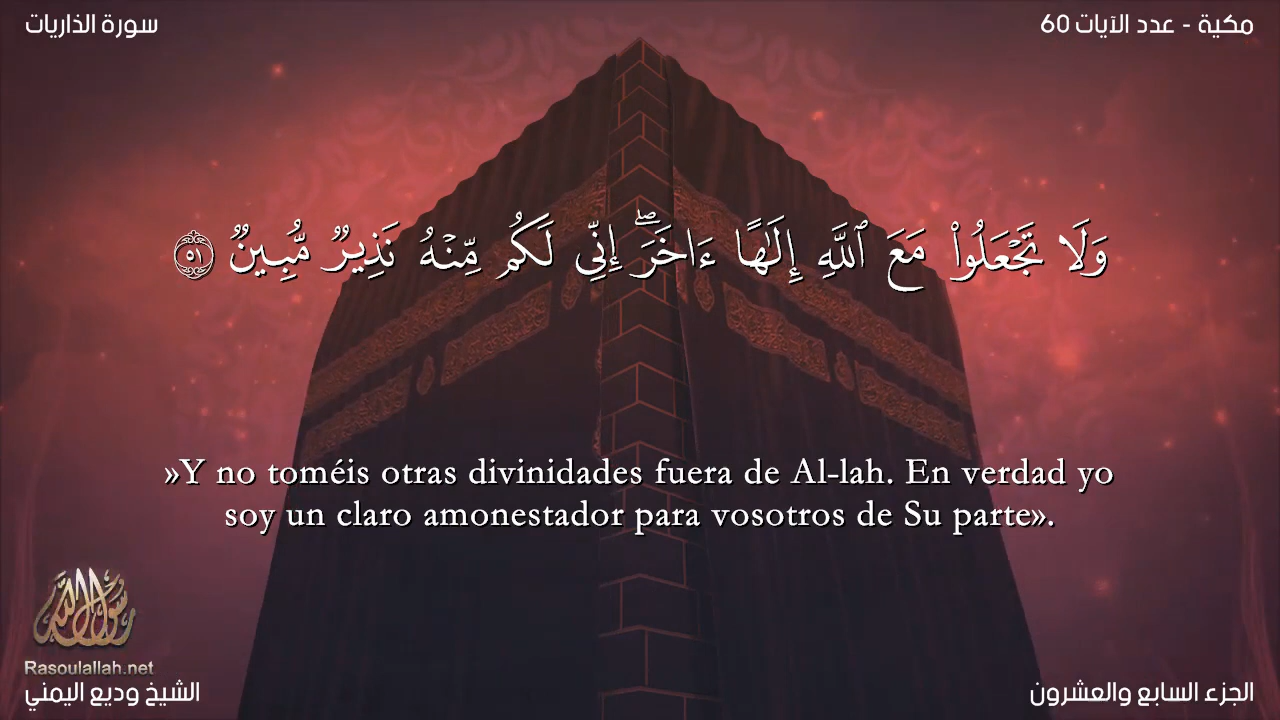 سورة الذاريات
مكية - عدد الآيات 60
وَلَا تَجْعَلُوا۟ مَعَ ٱللَّهِ إِلَٰهًا ءَاخَرَ ۖ إِنِّى لَكُم مِّنْهُ نَذِيرٌ مُّبِينٌ ٥١
»Y no toméis otras divinidades fuera de Al-lah. En verdad yo
soy un claro amonestador para vosotros de Su parte».
رسول الله
Rasoulallah.net
الشيخ وديع اليمني
الجزء السابع والعشرون